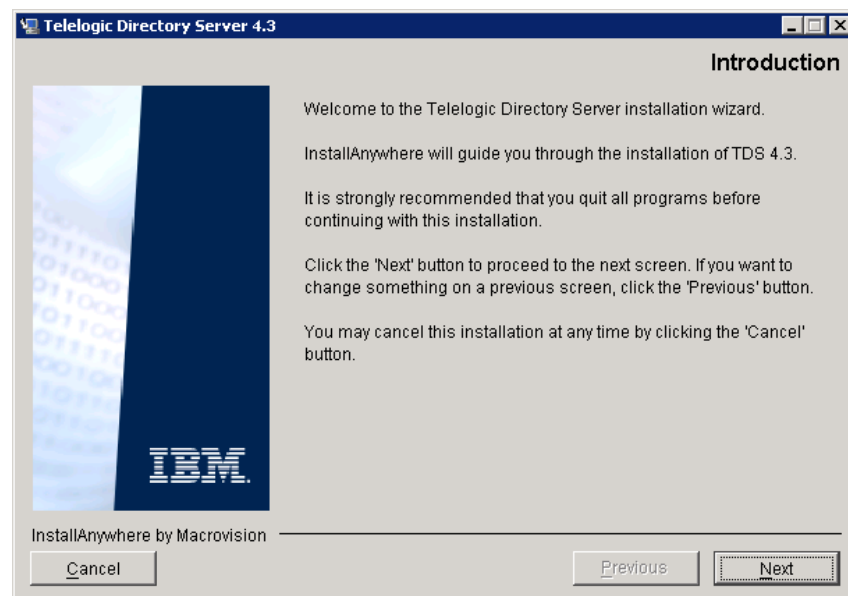 Telelogic Directory Server 4.3
Introduction
Welcome to the Telelogic Directory Server installation wizard.
InstallAnywhere will guide you through the installation of TDS 4.3.
It is strongly recommended that you quit all programs before
continuing with this installation.
Click the 'Next' button to proceed to the next screen. If you want to
change something on a previous screen, click the 'Previous' button.
You may cancel this installation at any time by clicking the 'Cancel'
button.
IBM.
InstallAnywhere by Macrovision
Cancel
Previous
Next